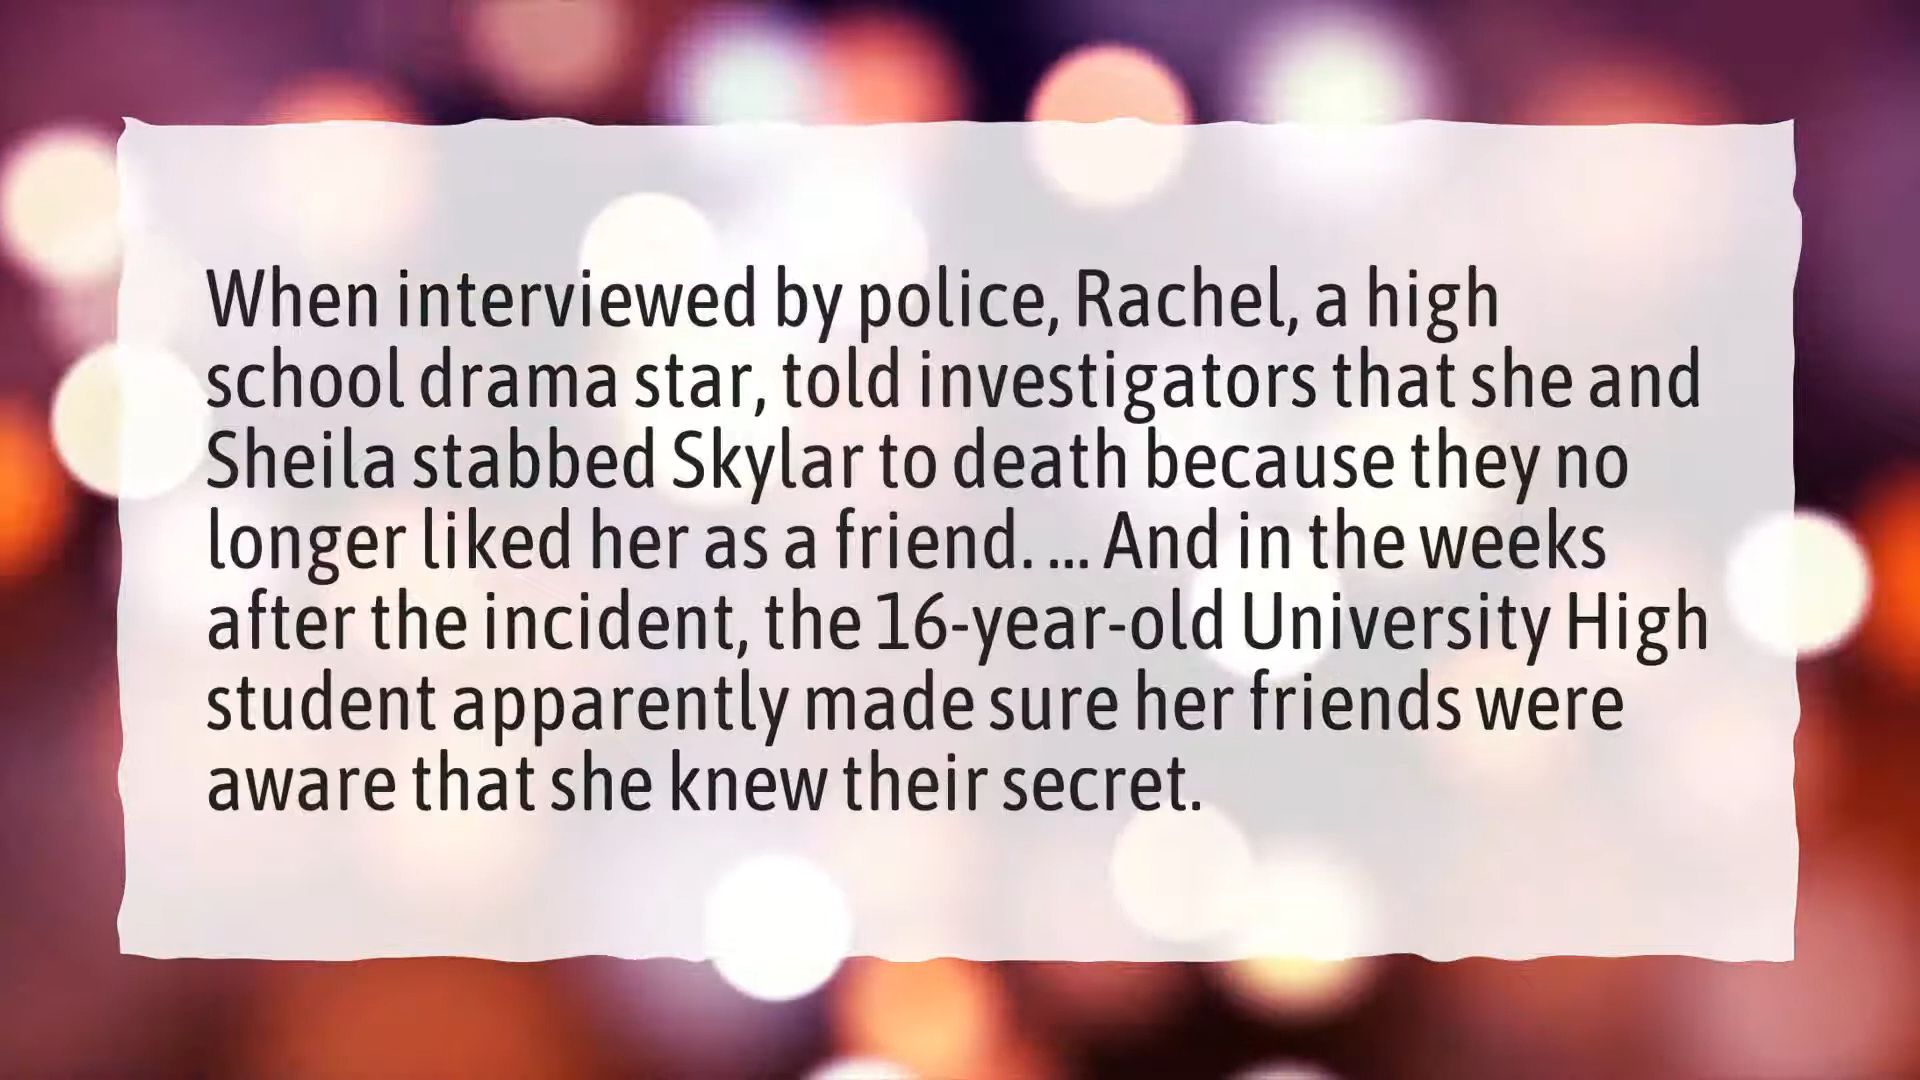 When interviewed by police, Rachel, a high
school drama star, told investigators that she and
Sheila stabbed Skylar to death because they no
longer liked her as a friend. ... And in the weeks
after the incident, the 16-year-old University High
student apparently made sure her friends were
aware that she knew their secret.